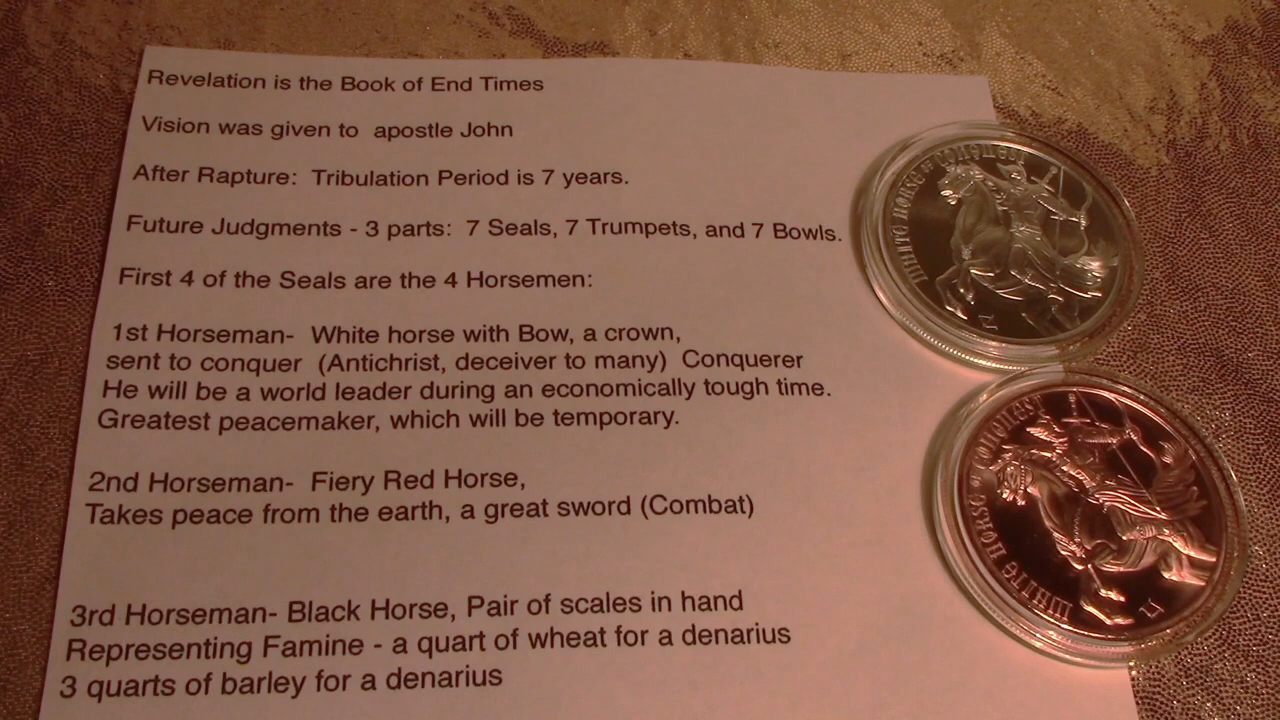 Revelation is the Book of End Times
Vision was given to apostle John
After Rapture: Tribulation Period is 7 years.
Future Judgments - 3 parts: 7 Seals, 7 Trumpets, and 7 Bowls.
First 4 of the Seals are the 4 Horsemen:
1st Horseman- White horse with Bow, a crown,
sent to conquer (Antichrist, deceiver to many) Conquerer
He will be a world leader during an economically tough time.
Greatest peacemaker, which will be temporary.
2nd Horseman- Fiery Red Horse,
Takes peace from the earth, a great sword (Combat)
3rd Horseman- Black Horse, Pair of scales in hand
Representing Famine - a quart of wheat for a denarius
3 quarts of barley for a denarius
White Horse of Conquest
White Horse of Conquest